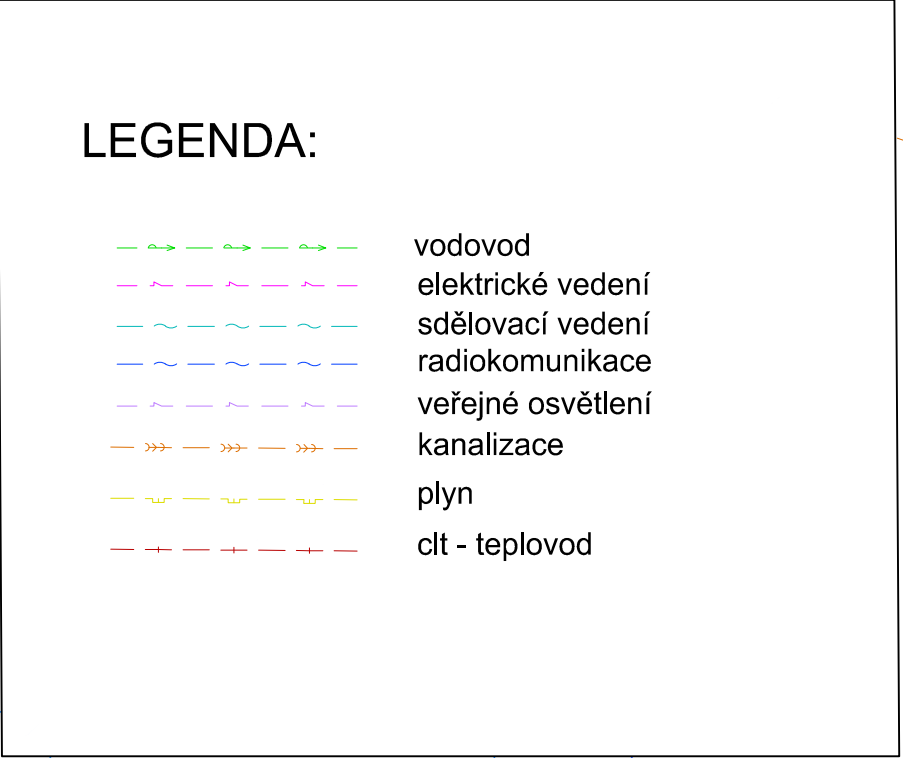 LEGENDA:
vodovod
elektrické vedení
sdělovací vedení
radiokomunikace
veřejné osvětlení
kanalizace
plyn
clt - teplovod